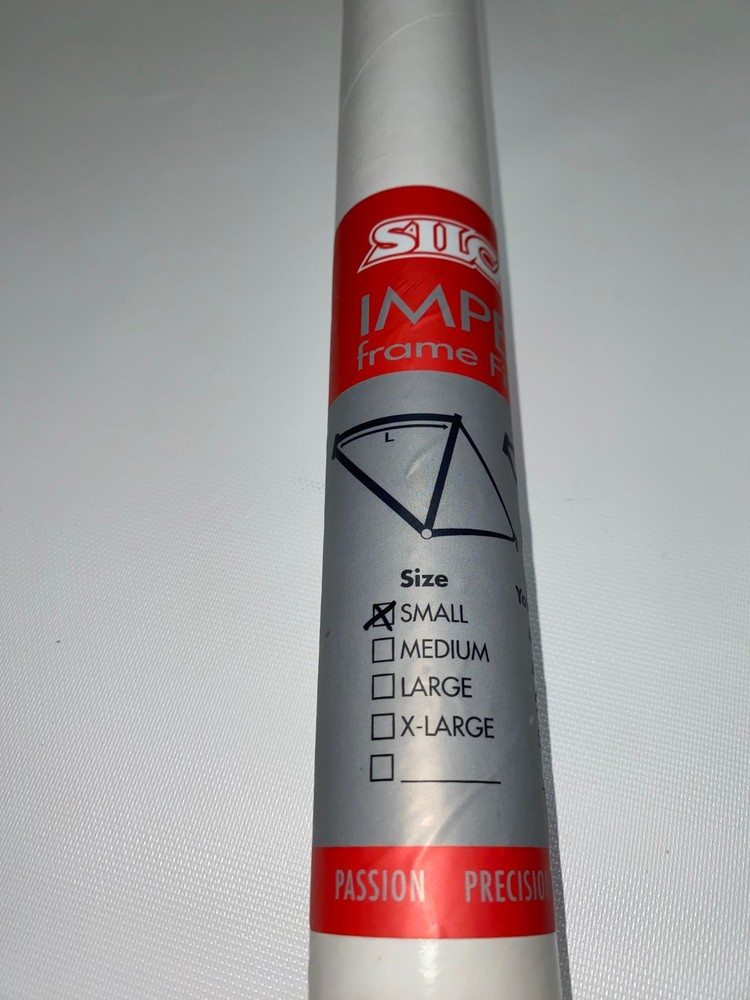 SILC
IMPE
frame F
L
Size
SMALL
MEDIUM
LARGE
X-LARGE
PASSION PRECISIO